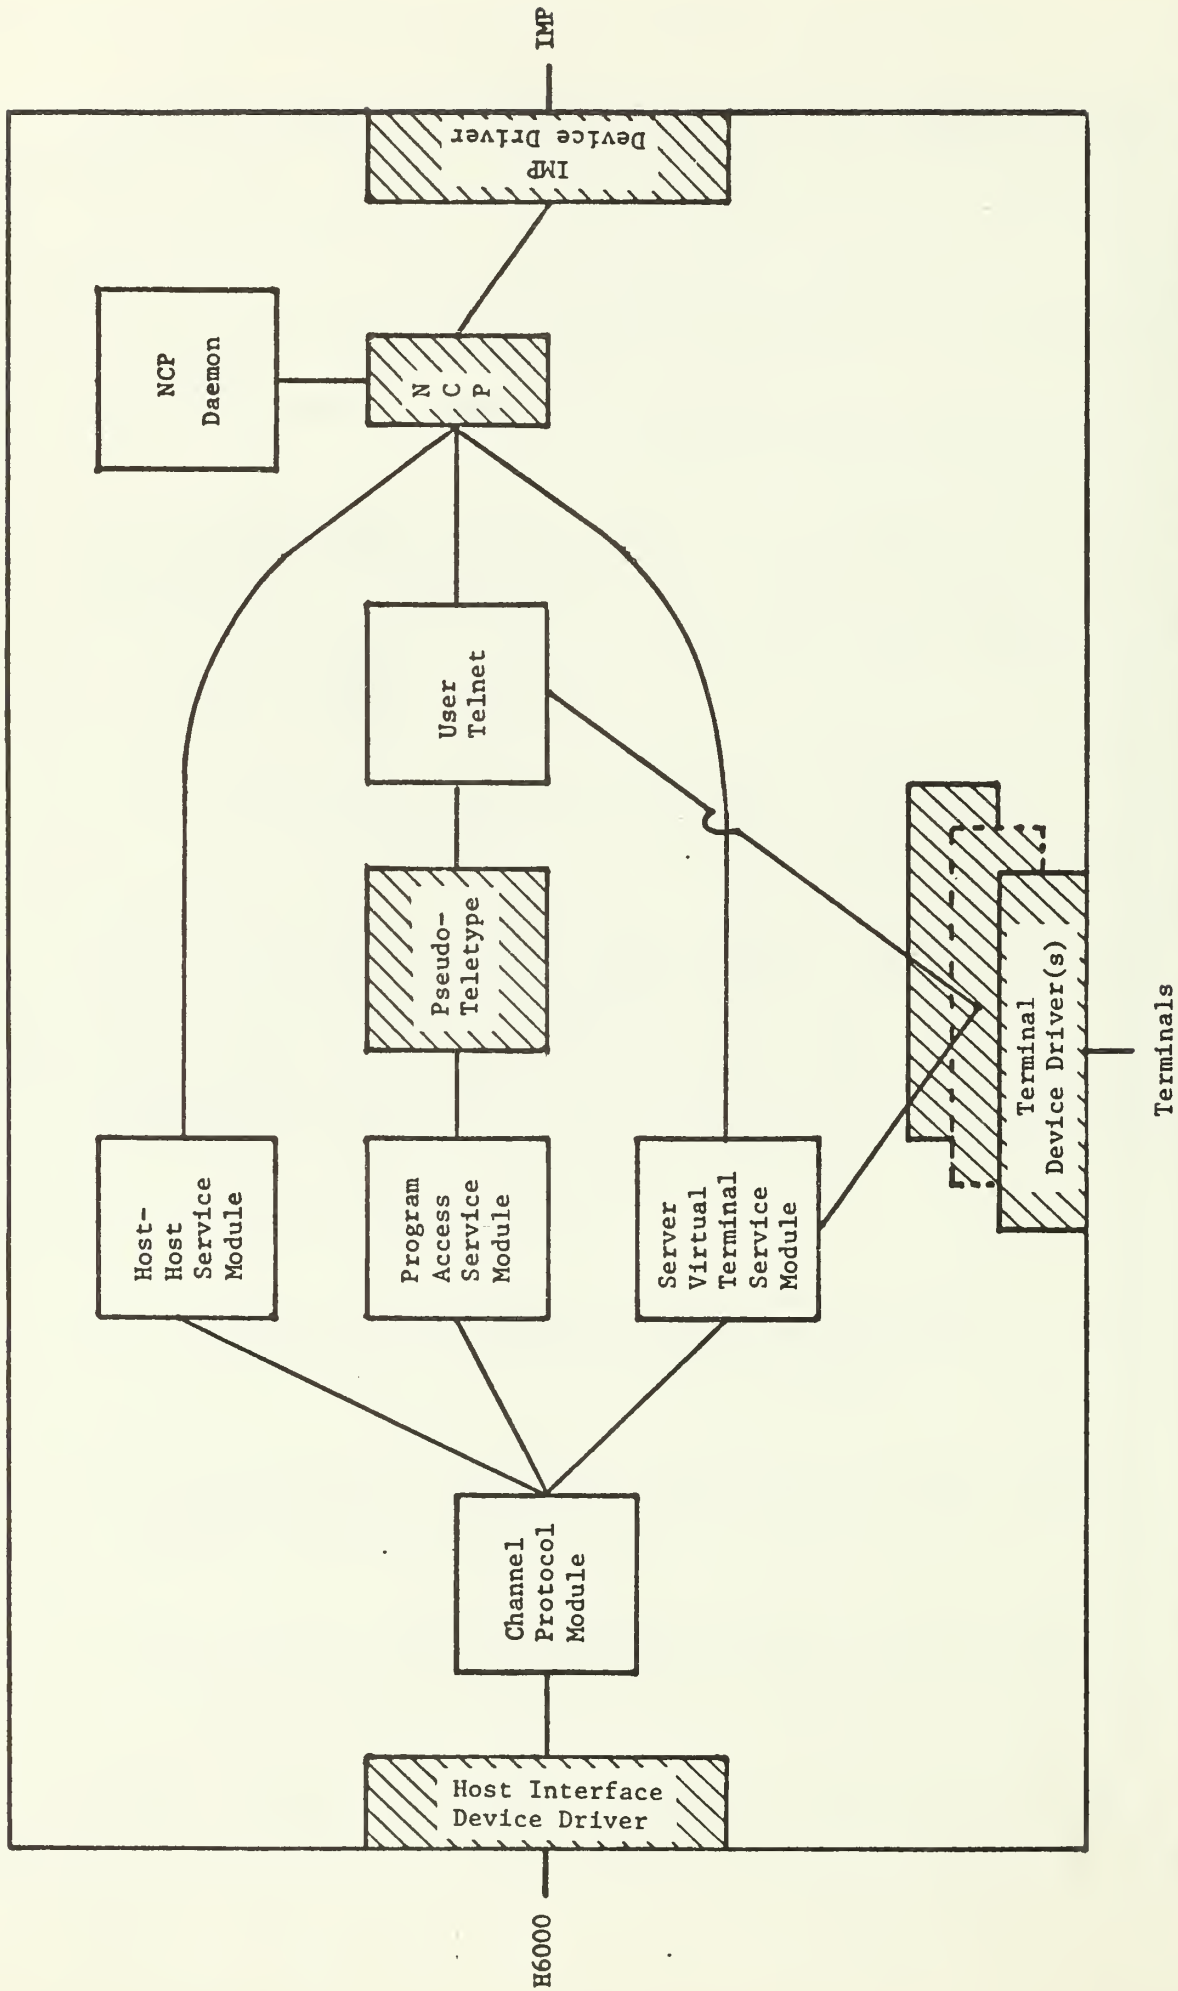 H6000
Host Interface
Device Driver
Channel
Protocol
Module
Host-
Host
Service
Module
Program
Access
Service
Module
Server
Virtual
Terminal
Service
Module
Pseudo-
Teletype
User
Telnet
NCP
Daemon
N
C
P
IMP
Device Driver
IMP
Terminal
Device Driver(s)
Terminals